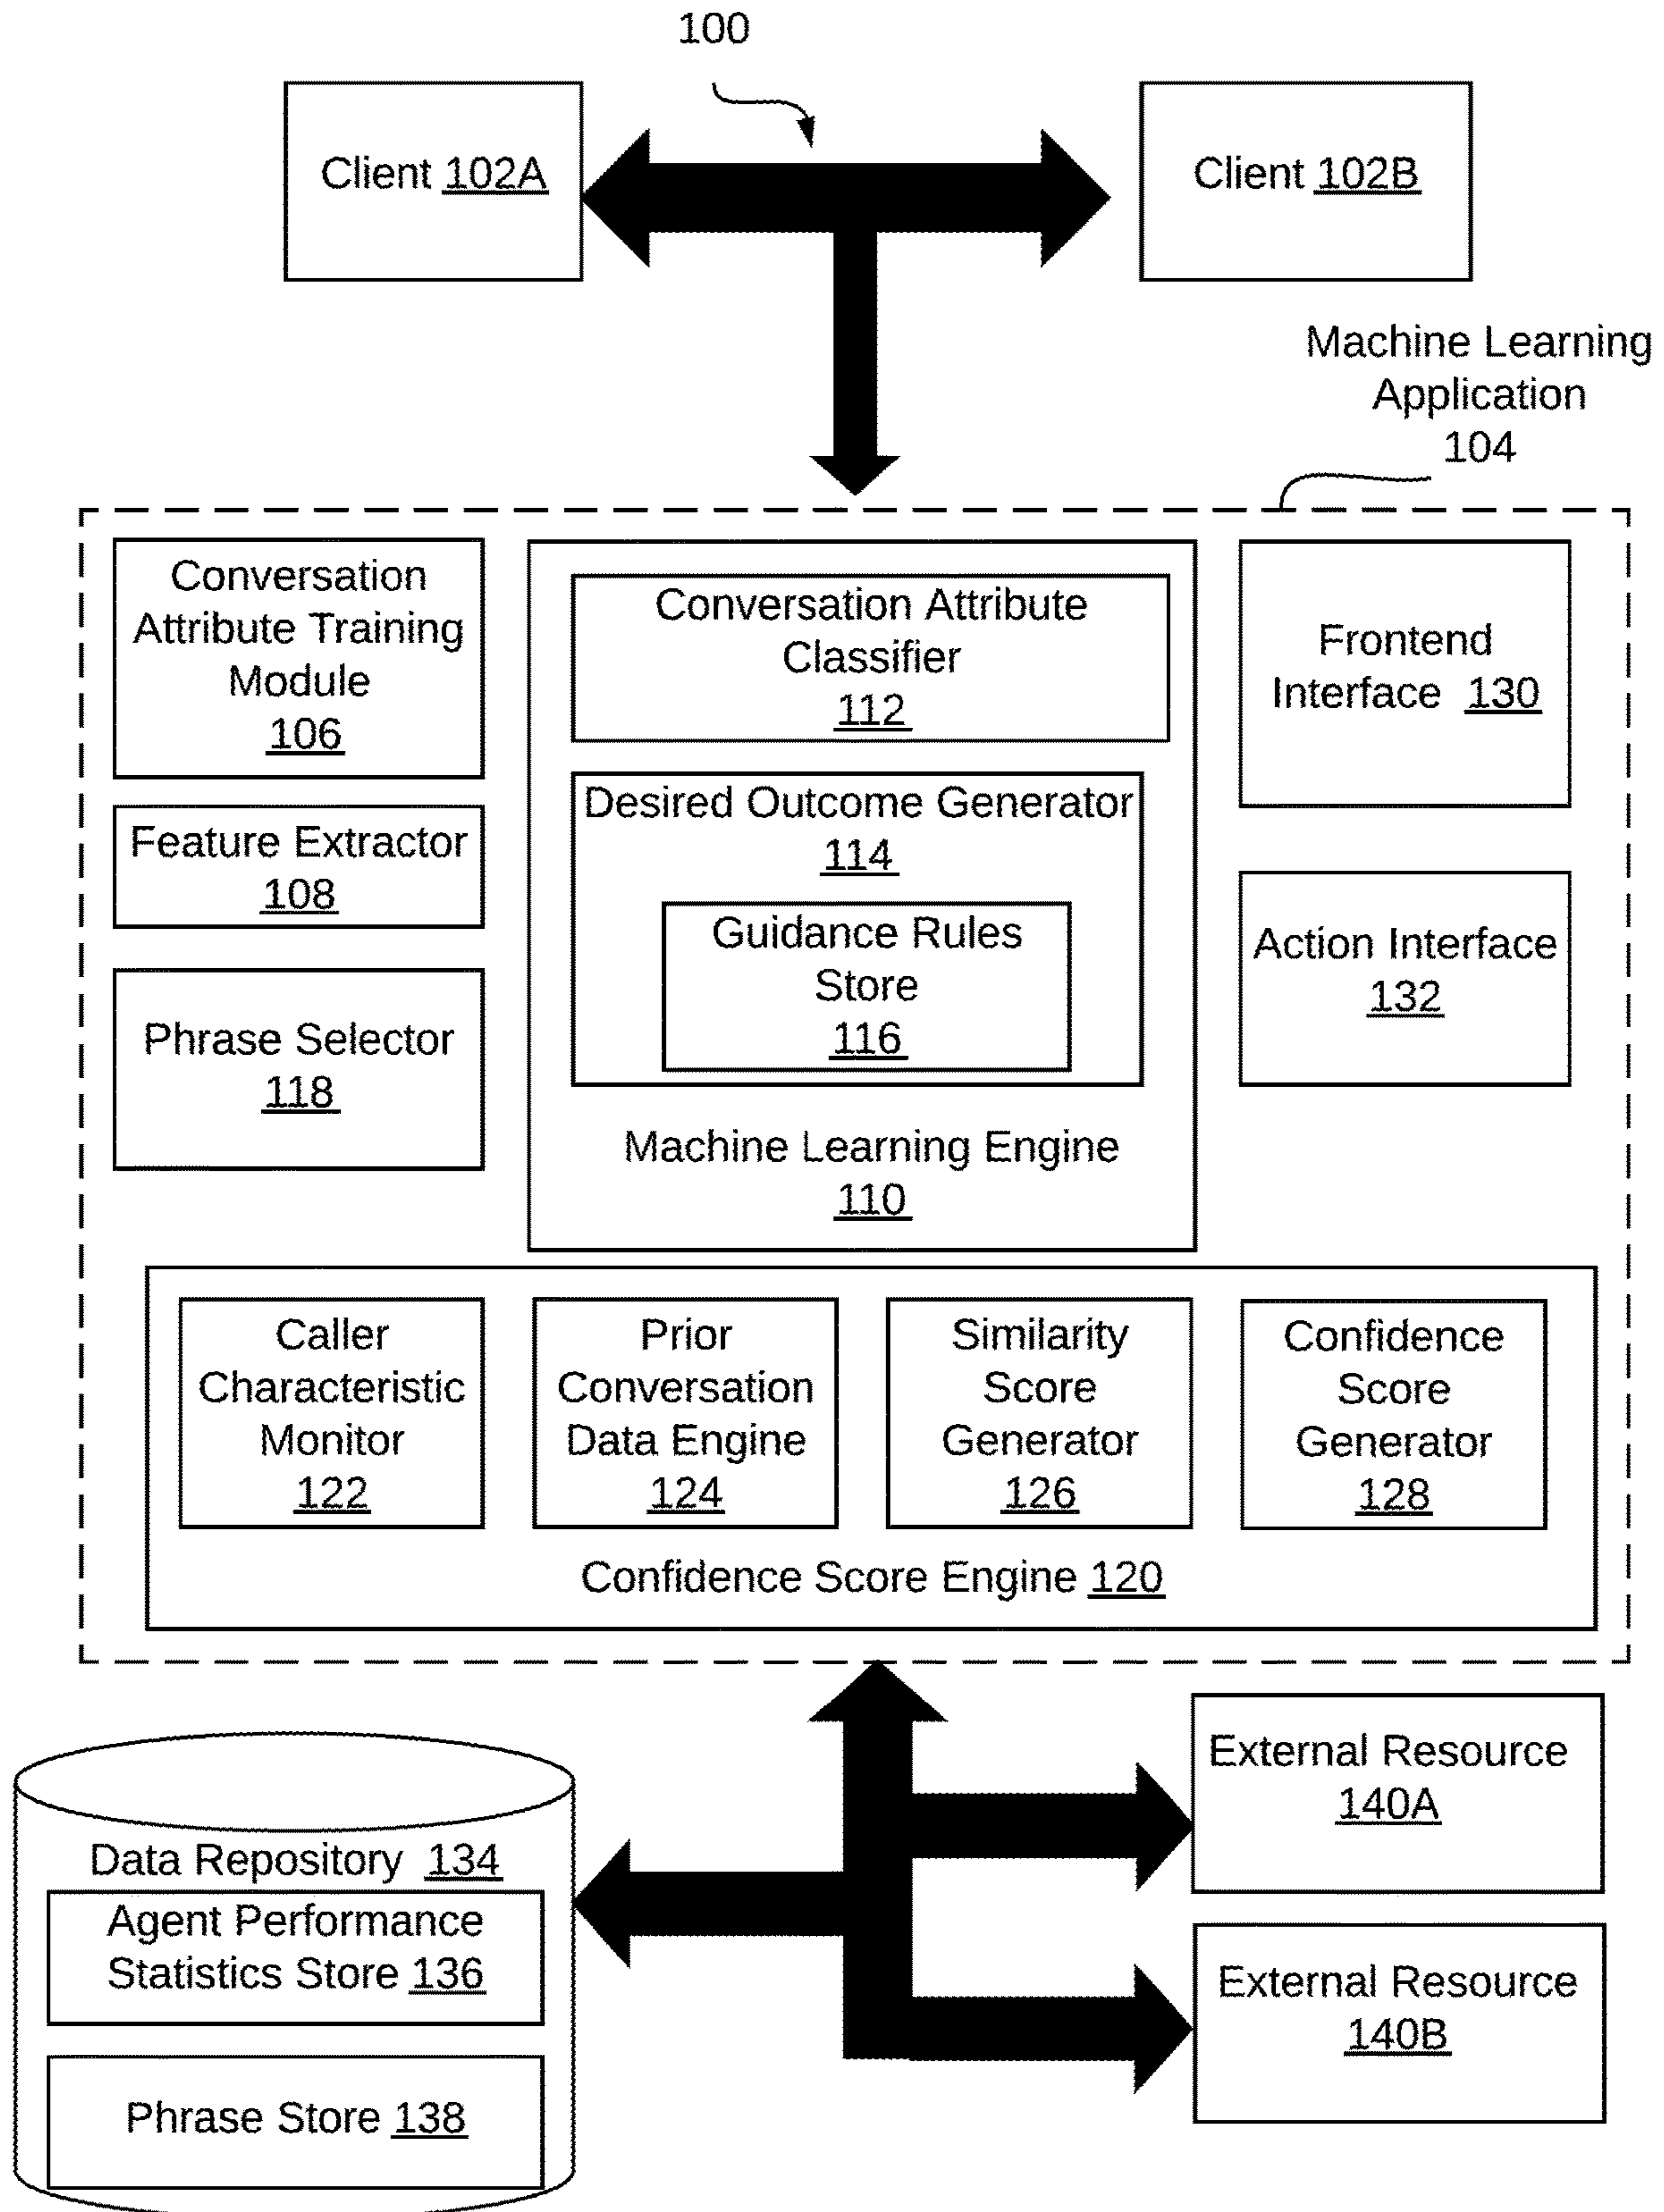 100
Client 102A
Client 102B
Machine Learning
Application
104
Conversation
Attribute Training
Module
106
Feature Extractor
108
Phrase Selector
118
Conversation Attribute
Classifier
112
Desired Outcome Generator
114
Guidance Rules
Store
116
Machine Learning Engine
110
Frontend
Interface 130
Action Interface
132
Caller
Characteristic
Monitor
122
Prior
Conversation
Data Engine
124
Similarity
Score
Generator
126
Confidence
Score
Generator
128
Confidence Score Engine 120
Data Repository 134
Agent Performance
Statistics Store 136
Phrase Store 138
External Resource
140A
External Resource
140B